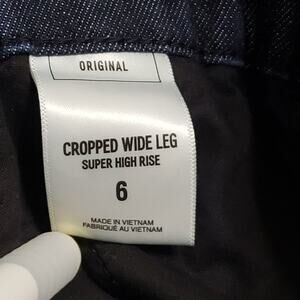 ORIGINAL
CROPPED WIDE LEG
SUPER HIGH RISE
6
MADE IN VIETNAM
FABRIQUÉ AU VIETNAM